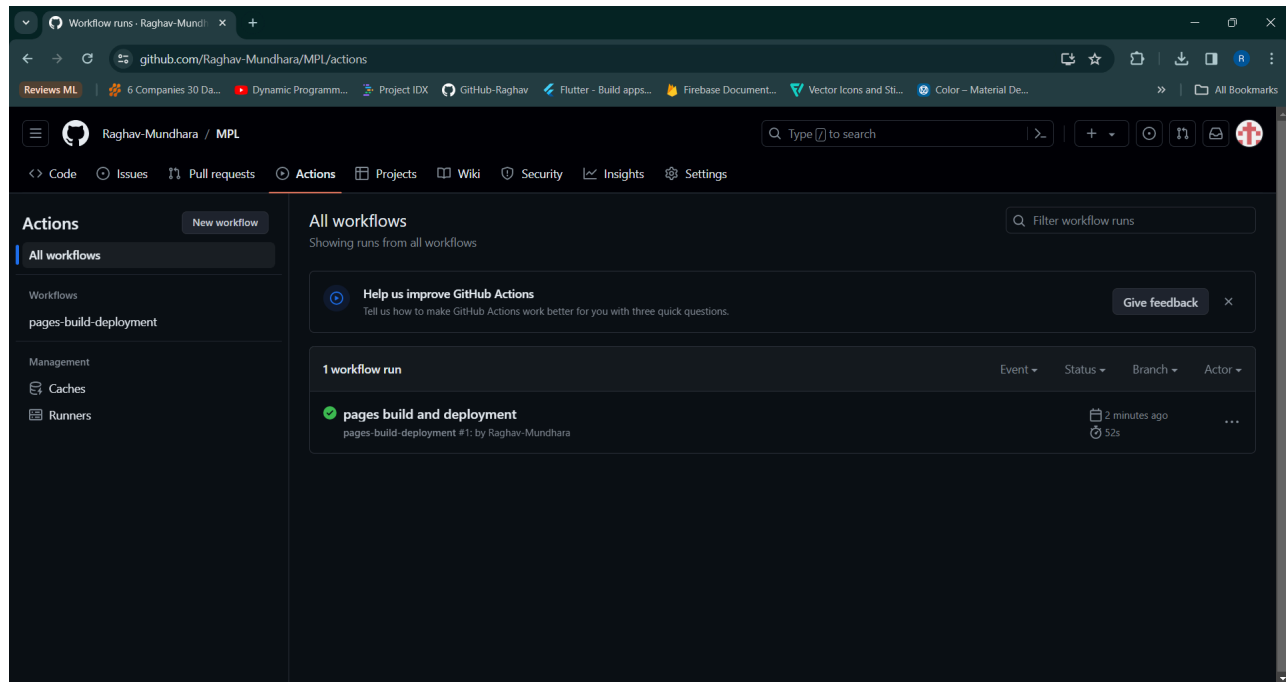 Workflow runs · Raghav-Mundh
github.com/Raghav-Mundhara/MPL/actions
Reviews ML 6 Companies 30 Da... Dynamic Programm... Project IDX GitHub-Raghav Flutter - Build apps... Firebase Document... Vector Icons and Sti... Color – Material De... » All Bookmarks
R
Raghav-Mundhara / MPL
Type / to search
Code Issues Pull requests Actions Projects Wiki Security Insights Settings
Actions
New workflow
All workflows
Workflows
pages-build-deployment
Management
Caches
Runners
All workflows
Showing runs from all workflows
Filter workflow runs
Help us improve GitHub Actions
Tell us how to make GitHub Actions work better for you with three quick questions.
Give feedback
1 workflow run
Event Status Branch Actor
pages build and deployment
pages-build-deployment #1: by Raghav-Mundhara
2 minutes ago
52s